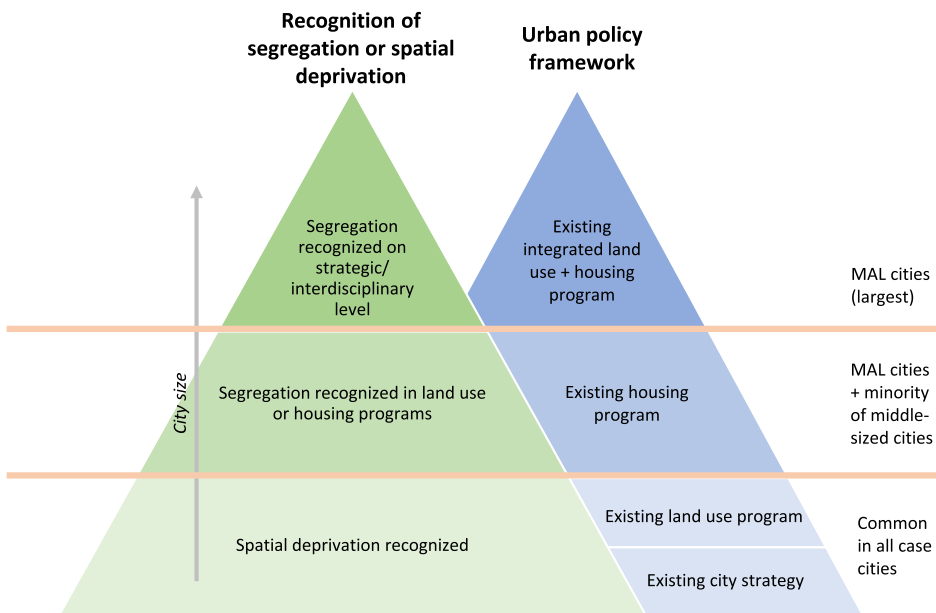 Recognition of
segregation or spatial
deprivation
Urban policy
framework
Segregation
recognized on
strategic/
interdisciplinary
level
Existing
integrated land
use + housing
program
MAL cities
(largest)
City size
Segregation recognized in land use
or housing programs
Existing housing
program
MAL cities
+ minority
of middle-
sized cities
Spatial deprivation recognized
Existing land use program
Existing city strategy
Common
in all case
cities